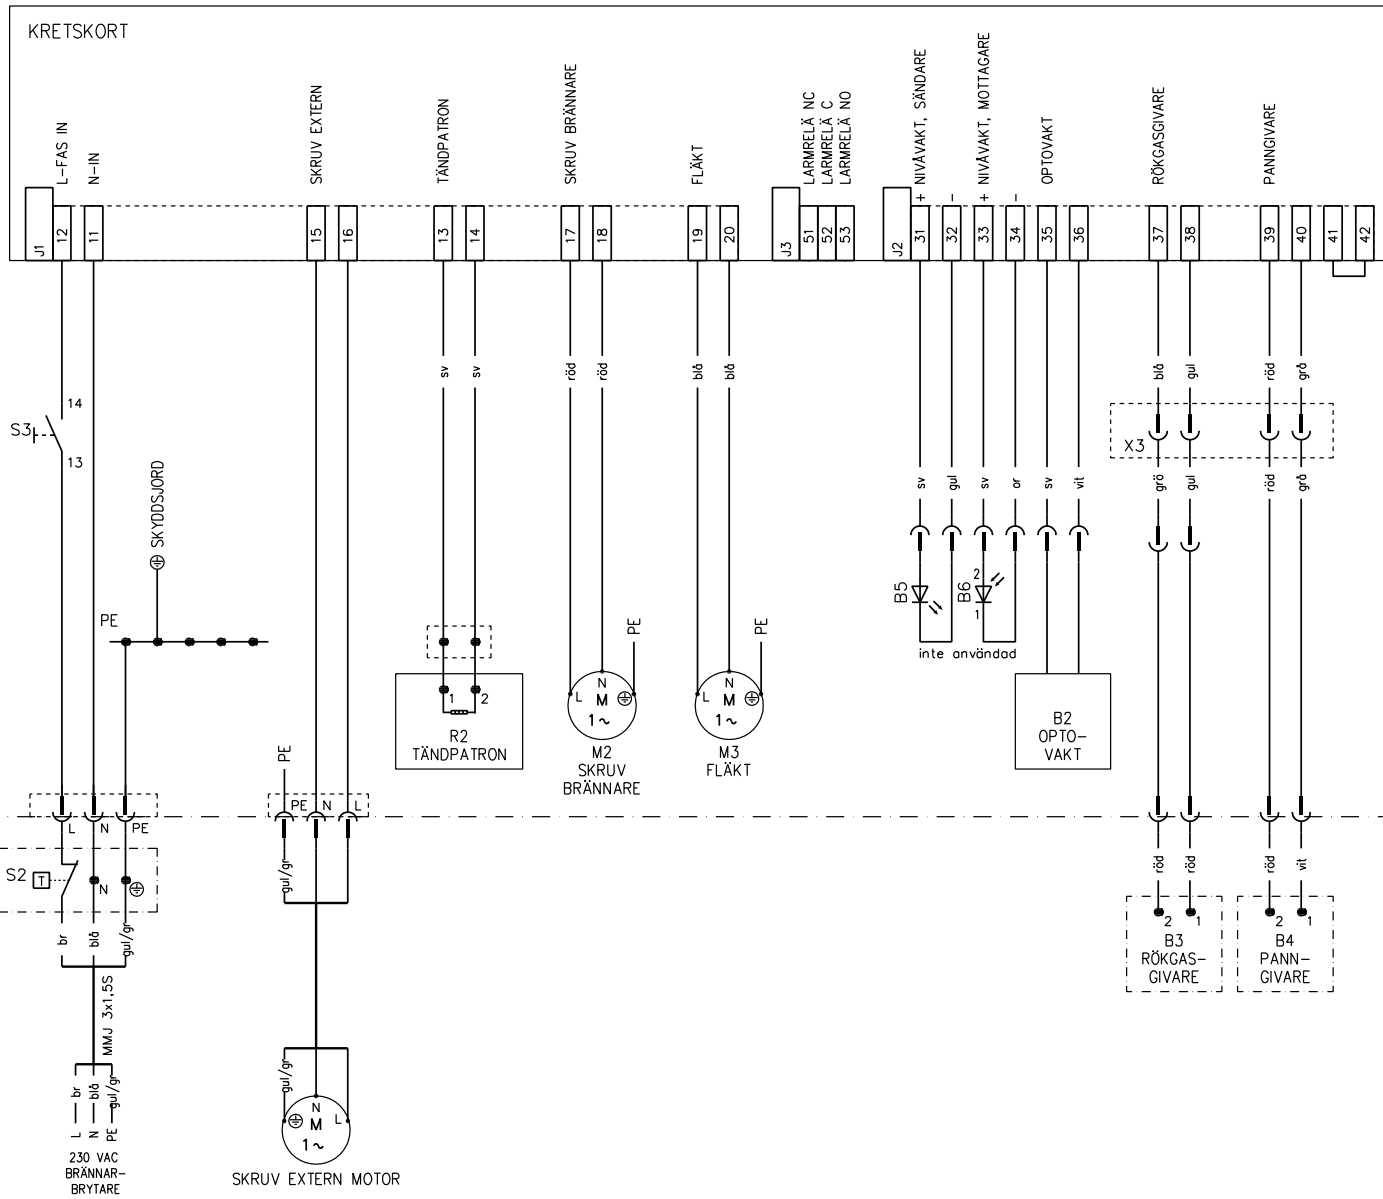 KRETSKORT
L-FAS IN
N-IN
SKRUV EXTERN
TÄNDPATRON
SKRUV BRÄNNARE
FLÄKT
LARMRELÄ NC
LARMRELÄ C
LARMRELÄ NO
+ NIVÅVAKT, SÄNDARE
-
+ NIVÅVAKT, MOTTAGARE
-
OPTOVAKT
RÖKGASGIVARE
PANNGIVARE
J1 12 11 15 16 13 14 17 18 19 20 J3 51 52 53 J2 31 32 33 34 35 36 37 38 39 40 41 42
sv sv röd röd blå blå blå gul röd grå
14
S3
13
X3
sv gul sv or sv vit grö gul röd grå
SKYDDSJORD
PE
B5
B6 2
1
inte användad
PE
PE
1 2
R2
TÄNDPATRON
L N
M
1~
M2
SKRUV
BRÄNNARE
L N
M
1~
M3
FLÄKT
B2
OPTO-
VAKT
PE
L N PE
PE N L
S2 T N
gul/gr
röd röd röd vit
2 1
B3
RÖKGAS-
GIVARE
2 1
B4
PANN-
GIVARE
br blå gul/gr
MMJ 3x1,5S
br blå gul/gr
L N PE
230 VAC
BRÄNNAR-
BRYTARE
gul/gr
N
M L
1~
SKRUV EXTERN MOTOR